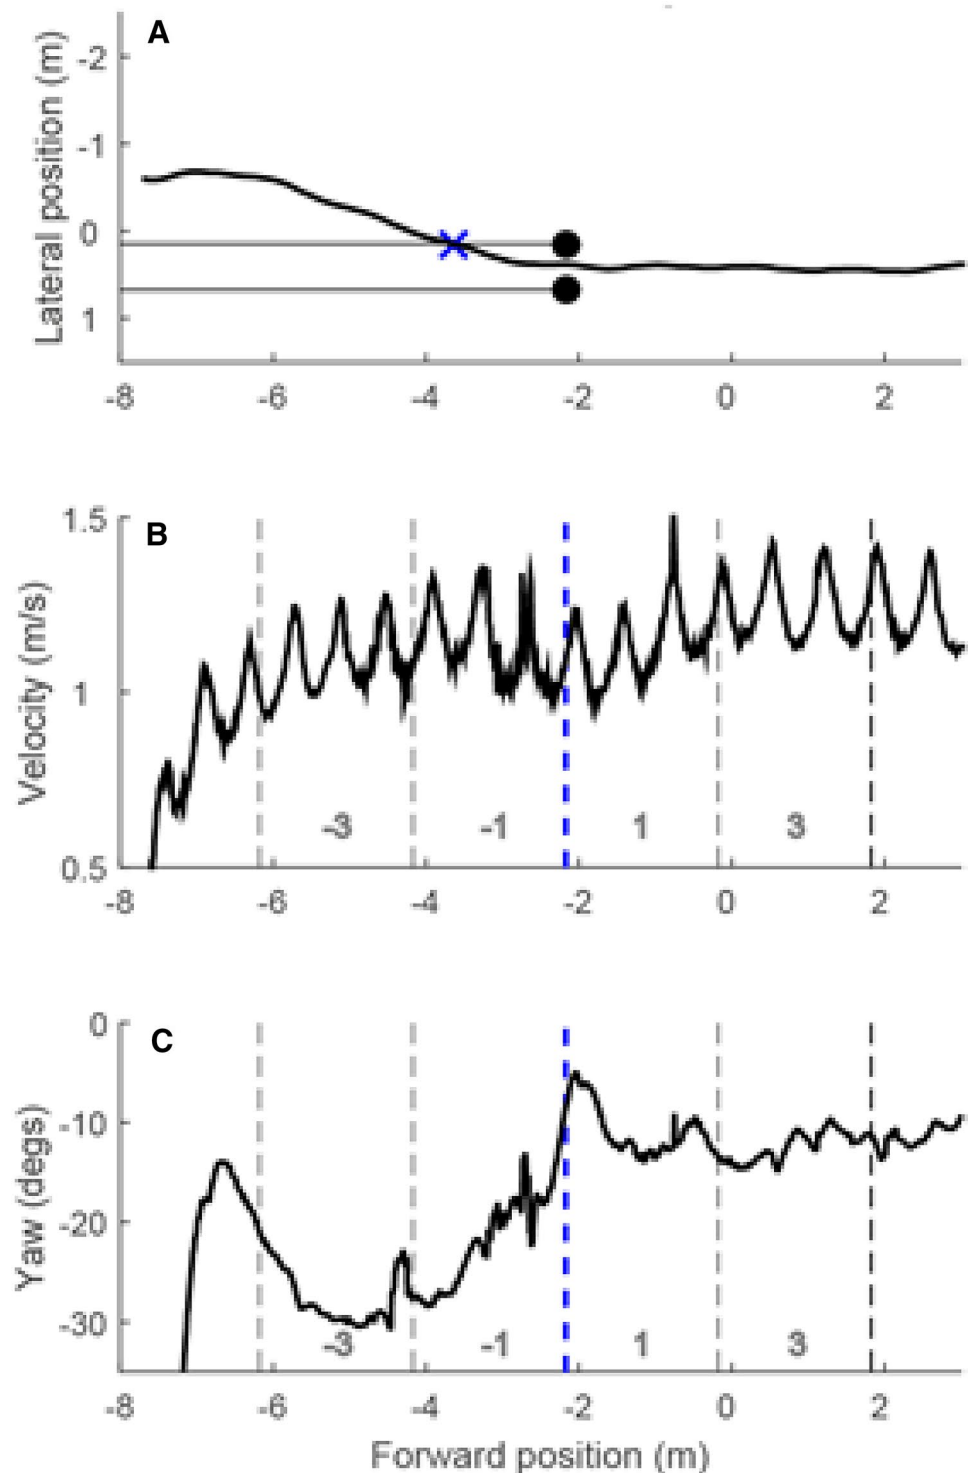 A
Lateral position (m)
-2
-1
0
1
-8 -6 -4 -2 0 2
B
Velocity (m/s)
1.5
1
0.5
-3 -1 1 3
-8 -6 -4 -2 0 2
C
Yaw (degs)
0
-10
-20
-30
-3 -1 1 3
-8 -6 -4 -2 0 2
Forward position (m)